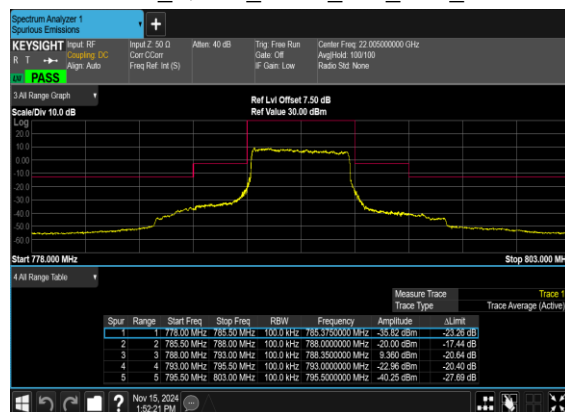 Spectrum Analyzer 1
Spurious Emissions
KEYSIGHT Input: RF Input Z: 50 Ω Atten: 40 dB Trig: Free Run Center Freq: 22.005000000 GHz
R T Coupling: DC Corr CCorr Gate: Off Avg|Hold: 100/100
Align: Auto Freq Ref: Int (S) IF Gain: Low Radio Std: None
PASS
3 All Range Graph
Scale/Div 10.0 dB Ref Lvl Offset 7.50 dB
Ref Value 30.00 dBm
Log
20.0
10.0
0.00
-10.0
-20.0
-30.0
-40.0
-50.0
-60.0
Start 778.000 MHz Stop 803.000 MH
4 All Range Table
Measure Trace Trace 1
Trace Type Trace Average (Active)
Spur Range Start Freq Stop Freq RBW Frequency Amplitude ΔLimit
1 1 778.00 MHz 785.50 MHz 100.0 kHz 785.3750000 MHz -35.82 dBm -23.26 dB
2 2 785.50 MHz 788.00 MHz 100.0 kHz 788.0000000 MHz -20.00 dBm -17.44 dB
3 3 788.00 MHz 793.00 MHz 100.0 kHz 788.3500000 MHz 9.360 dBm -20.64 dB
4 4 793.00 MHz 795.50 MHz 100.0 kHz 793.0000000 MHz -22.96 dBm -20.40 dB
5 5 795.50 MHz 803.00 MHz 100.0 kHz 795.5000000 MHz -40.25 dBm -27.69 dB
Nov 15, 2024
1:52:21 PM